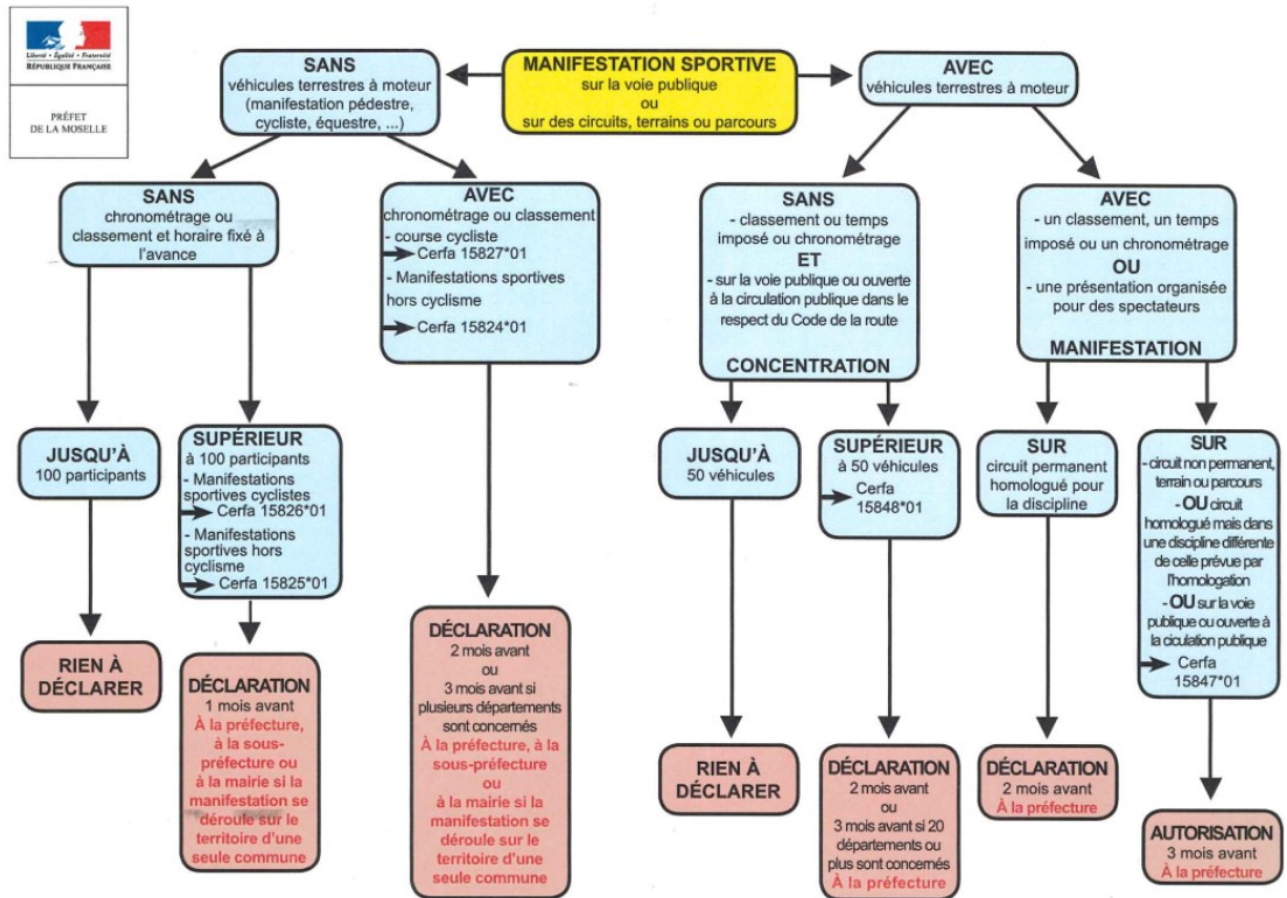 Liberté • Égalité • Fraternité
RÉPUBLIQUE FRANÇAISE
PRÉFET
DE LA MOSELLE
SANS
véhicules terrestres à moteur
(manifestation pédestre,
cycliste, équestre, ...)
MANIFESTATION SPORTIVE
sur la voie publique
ou
sur des circuits, terrains ou parcours
AVEC
véhicules terrestres à moteur
SANS
chronométrage ou
classement et horaire fixé à
l'avance
AVEC
chronométrage ou classement
- course cycliste
Cerfa 15827*01
- Manifestations sportives
hors cyclisme
Cerfa 15824*01
SANS
- classement ou temps
imposé ou chronométrage
ET
- sur la voie publique ou ouverte
à la circulation publique dans le
respect du Code de la route
CONCENTRATION
AVEC
- un classement, un temps
imposé ou un chronométrage
OU
- une présentation organisée
pour des spectateurs
MANIFESTATION
JUSQU'À
100 participants
SUPÉRIEUR
à 100 participants
- Manifestations
sportives cyclistes
Cerfa 15826*01
- Manifestations
sportives hors
cyclisme
Cerfa 15825*01
JUSQU'À
50 véhicules
SUPÉRIEUR
à 50 véhicules
Cerfa
15848*01
SUR
circuit permanent
homologué pour
la discipline
SUR
- circuit non permanent,
terrain ou parcours
- OU circuit
homologué mais dans
une discipline différente
de celle prévue par
l'homologation
- OU sur la voie
publique ou ouverte à
la ciculation publique
Cerfa
15847*01
RIEN À
DÉCLARER
DÉCLARATION
1 mois avant
À la préfecture,
à la sous-
préfecture ou
à la mairie si la
manifestation se
déroule sur le
territoire d'une
seule commune
DÉCLARATION
2 mois avant
ou
3 mois avant si
plusieurs départements
sont concernés
À la préfecture, à la
sous-préfecture
ou
à la mairie si la
manifestation se
déroule sur le
territoire d'une
seule commune
RIEN À
DÉCLARER
DÉCLARATION
2 mois avant
ou
3 mois avant si 20
départements ou
plus sont concernés
À la préfecture
DÉCLARATION
2 mois avant
À la préfecture
AUTORISATION
3 mois avant
À la préfecture